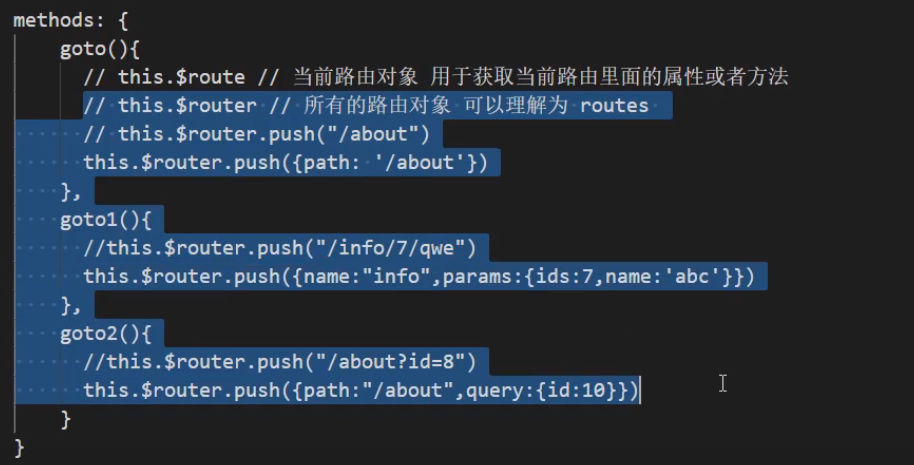 methods: {
goto(){
// this.$route // 当前路由对象 用于获取当前路由里面的属性或者方法
// this.$router // 所有的路由对象 可以理解为 routes
// this.$router.push("/about")
this.$router.push({path: '/about'})
},
goto1(){
//this.$router.push("/info/7/qwe")
this.$router.push({name:"info",params:{ids:7,name:'abc'}})
},
goto2(){
//this.$router.push("/about?id=8")
this.$router.push({path:"/about",query:{id:10}})
}
}